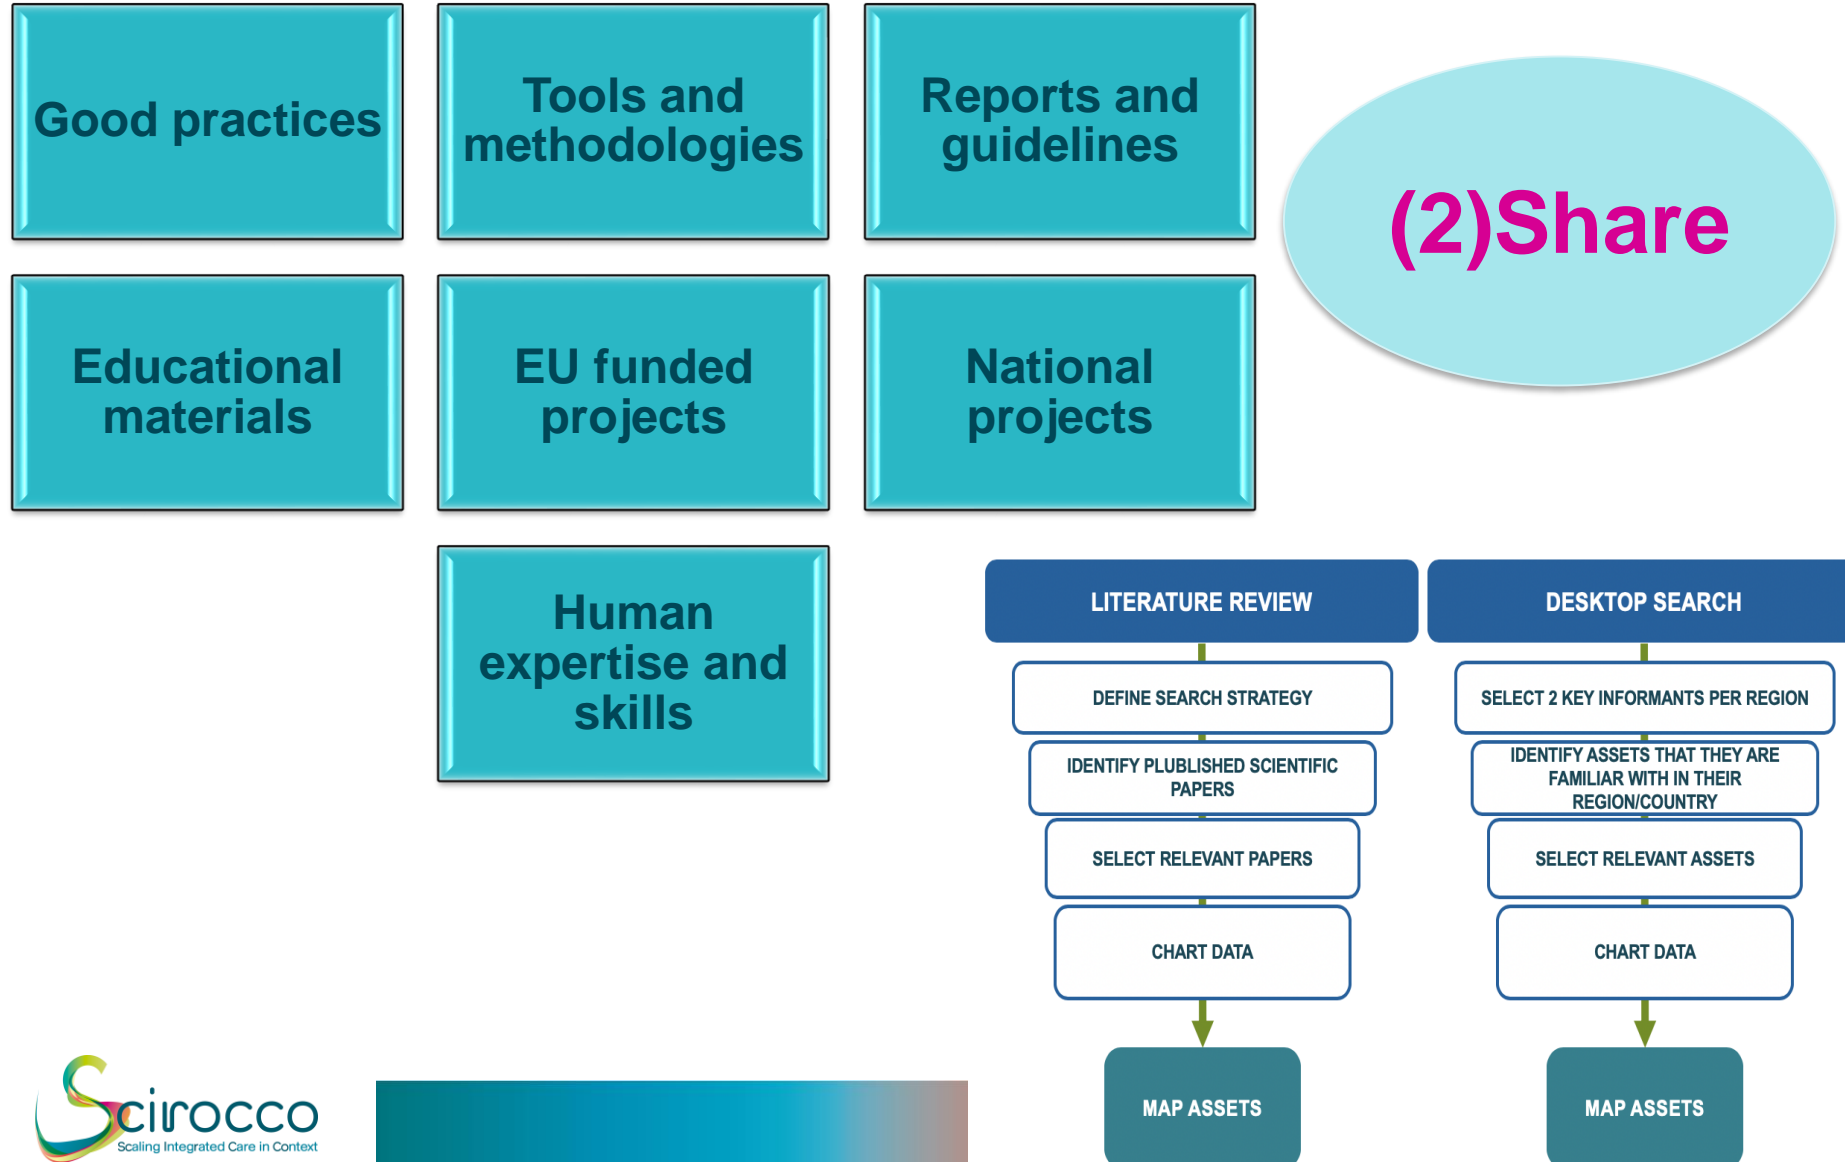 Good practices
Tools and
methodologies
Reports and
guidelines
(2)Share
Educational
materials
EU funded
projects
National
projects
Human
expertise and
skills
LITERATURE REVIEW
DEFINE SEARCH STRATEGY
IDENTIFY PLUBLISHED SCIENTIFIC
PAPERS
SELECT RELEVANT PAPERS
CHART DATA
MAP ASSETS
DESKTOP SEARCH
SELECT 2 KEY INFORMANTS PER REGION
IDENTIFY ASSETS THAT THEY ARE
FAMILIAR WITH IN THEIR
REGION/COUNTRY
SELECT RELEVANT ASSETS
CHART DATA
MAP ASSETS
Scirocco
Scaling Integrated Care in Context